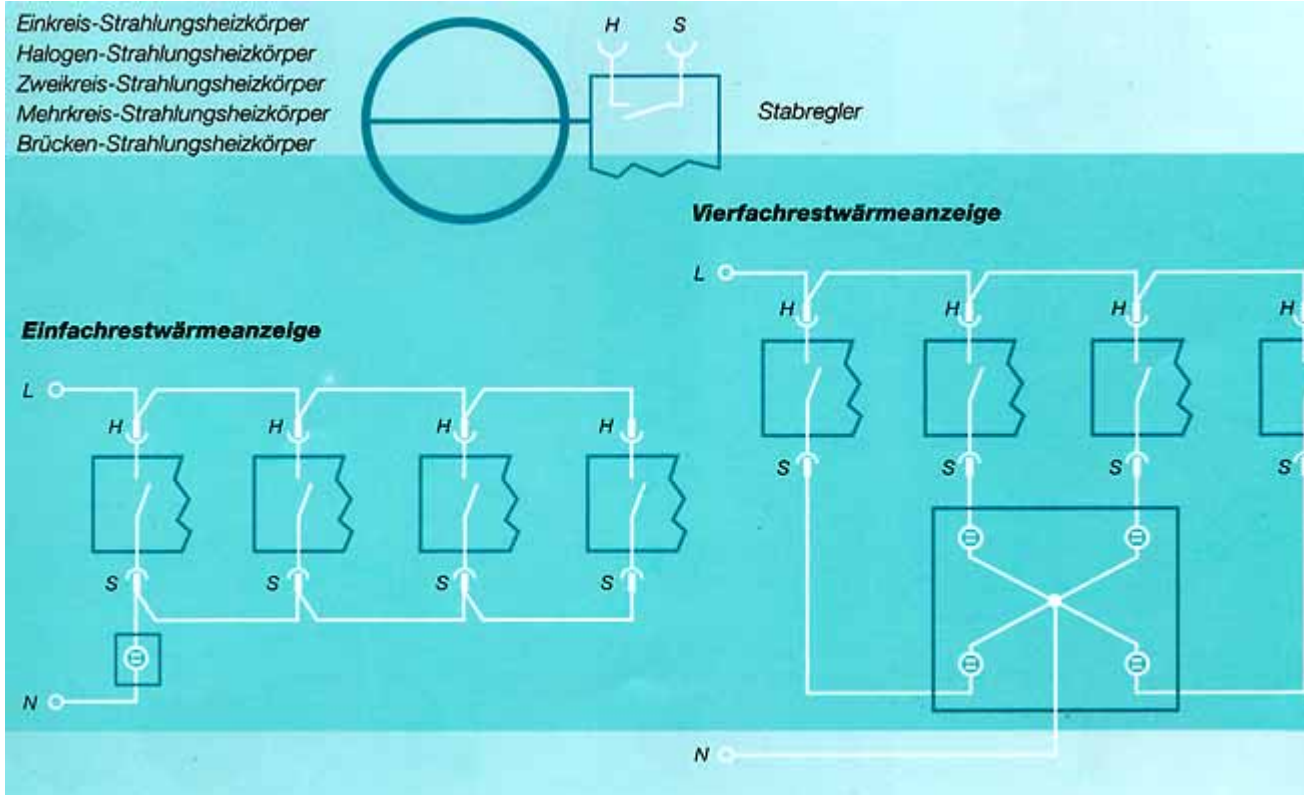 Einkreis-Strahlungsheizkörper
Halogen-Strahlungsheizkörper
Zweikreis-Strahlungsheizkörper
Mehrkreis-Strahlungsheizkörper
Brücken-Strahlungsheizkörper
H S
Stabregler
Einfachrestwärmeanzeige
L
H H H H
S S S S
N
Vierfachrestwärmeanzeige
L
H H H H
S S S S
N